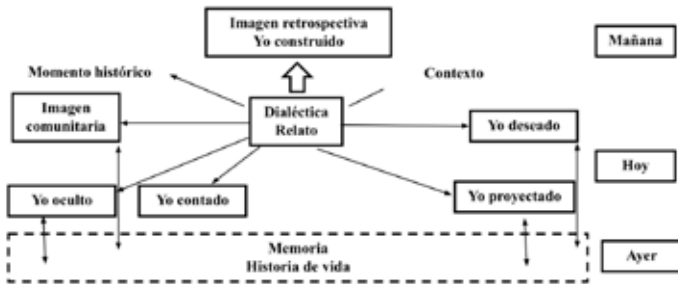 Imagen retrospectiva
Yo construido
Mañana
Momento histórico
Contexto
Imagen
comunitaria
Dialéctica
Relato
Yo deseado
Hoy
Yo oculto
Yo contado
Yo proyectado
Memoria
Historia de vida
Ayer